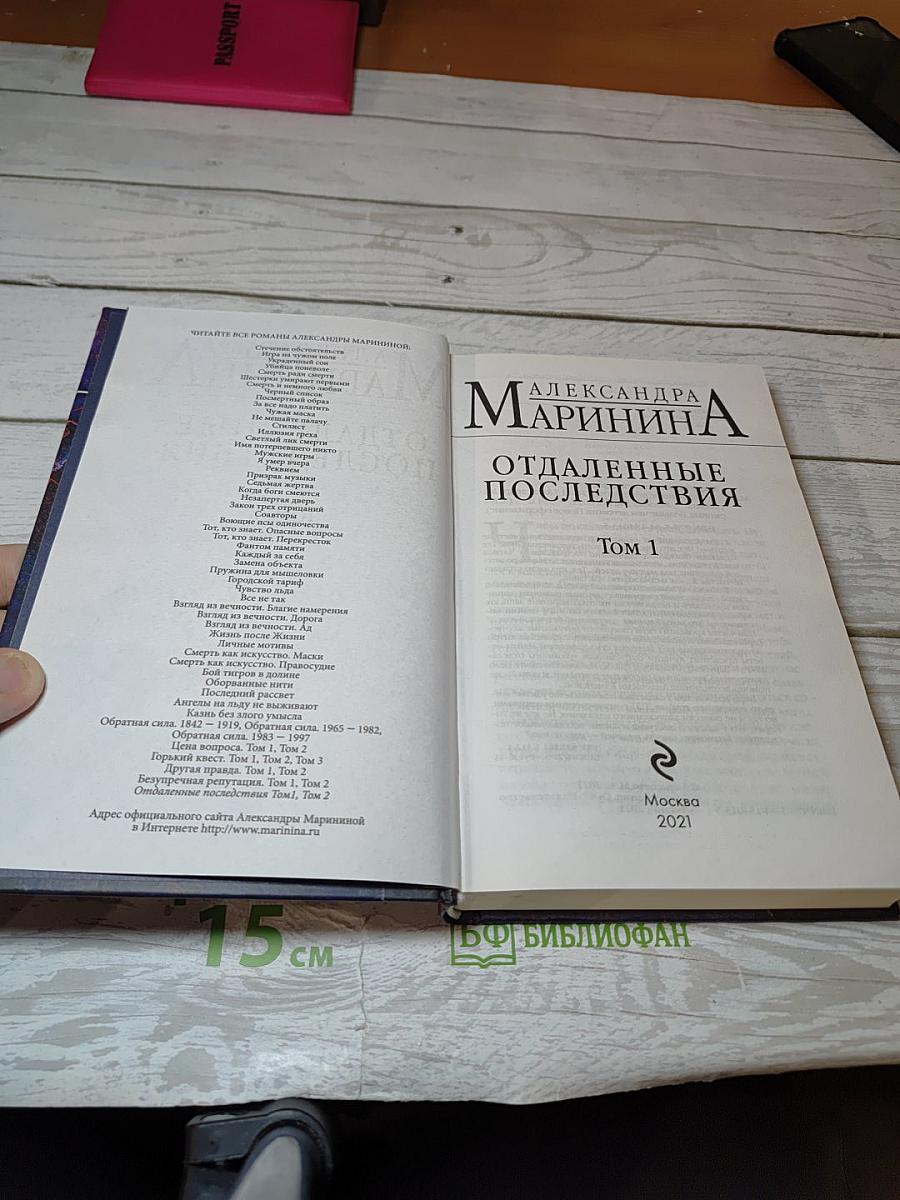 PASSPORT
ЧИТАЙТЕ ВСЕ РОМАНЫ АЛЕКСАНДРЫ МАРИНИНОЙ:
Стечение обстоятельств
Игра на чужом поле
Украденный сон
Убийца поневоле
Смерть ради смерти
Шестерки умирают первыми
Смерть и немного любви
Черный список
Посмертный образ
За все надо платить
Чужая маска
Не мешайте палачу
Стилист
Иллюзия греха
Светлый лик смерти
Имя потерпевшего никто
Мужские игры
Я умер вчера
Реквием
Призрак музыки
Седьмая жертва
Когда боги смеются
Незапертая дверь
Закон трех отрицаний
Соавторы
Воющие псы одиночества
Тот, кто знает. Опасные вопросы
Тот, кто знает. Перекресток
Фантом памяти
Каждый за себя
Замена объекта
Пружина для мышеловки
Городской тариф
Чувство льда
Все не так
Взгляд из вечности. Благие намерения
Взгляд из вечности. Дорога
Взгляд из вечности. Ад
Жизнь после Жизни
Личные мотивы
Смерть как искусство. Маски
Смерть как искусство. Правосудие
Бой тигров в долине
Оборванные нити
Последний рассвет
Ангелы на льду не выживают
Казнь без злого умысла
Обратная сила. 1842 — 1919, Обратная сила. 1965 — 1982,
Обратная сила. 1983 — 1997
Цена вопроса. Том 1, Том 2
Горький квест. Том 1, Том 2, Том 3
Другая правда. Том 1, Том 2
Безупречная репутация. Том 1, Том 2
Отдаленные последствия Том1, Том 2
Адрес официального сайта Александры Марининой
в Интернете http://www.marinina.ru
АЛЕКСАНДРА
МАРИНИНА
ОТДАЛЕННЫЕ
ПОСЛЕДСТВИЯ
Том 1
Москва
2021
15 см
БФ БИБЛИОФАН